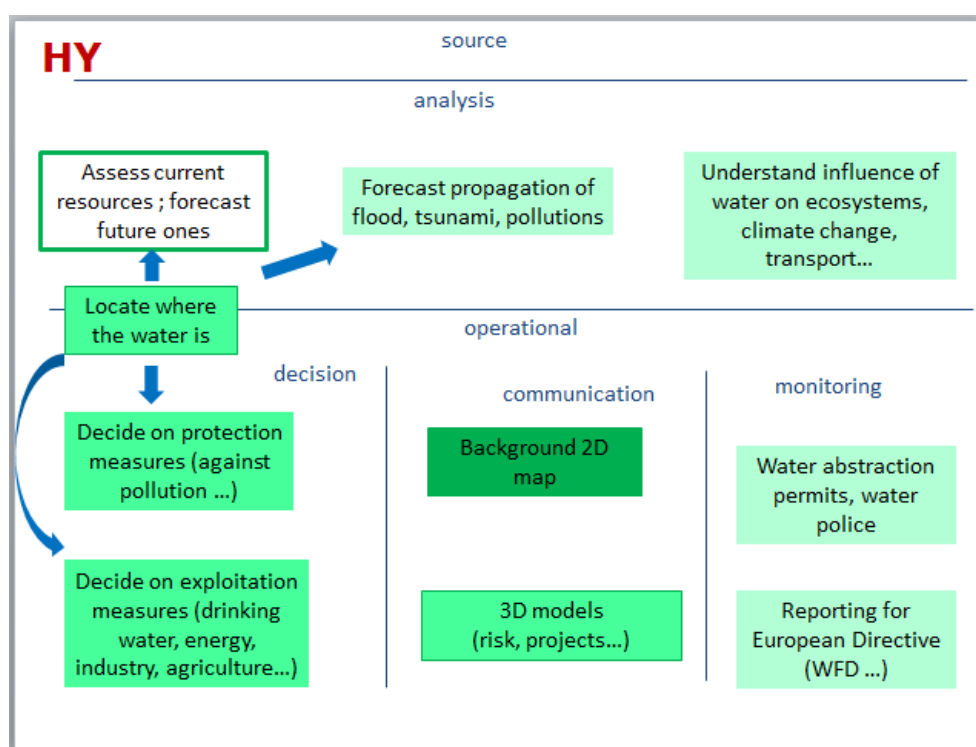 HY
source
analysis
Assess current
resources ; forecast
future ones
Forecast propagation of
flood, tsunami, pollutions
Understand influence of
water on ecosystems,
climate change,
transport...
Locate where
the water is
operational
decision
communication
monitoring
Decide on protection
measures (against
pollution ...)
Background 2D
map
Water abstraction
permits, water
police
Decide on exploitation
measures (drinking
water, energy,
industry, agriculture...)
3D models
(risk, projects...)
Reporting for
European Directive
(WFD ...)